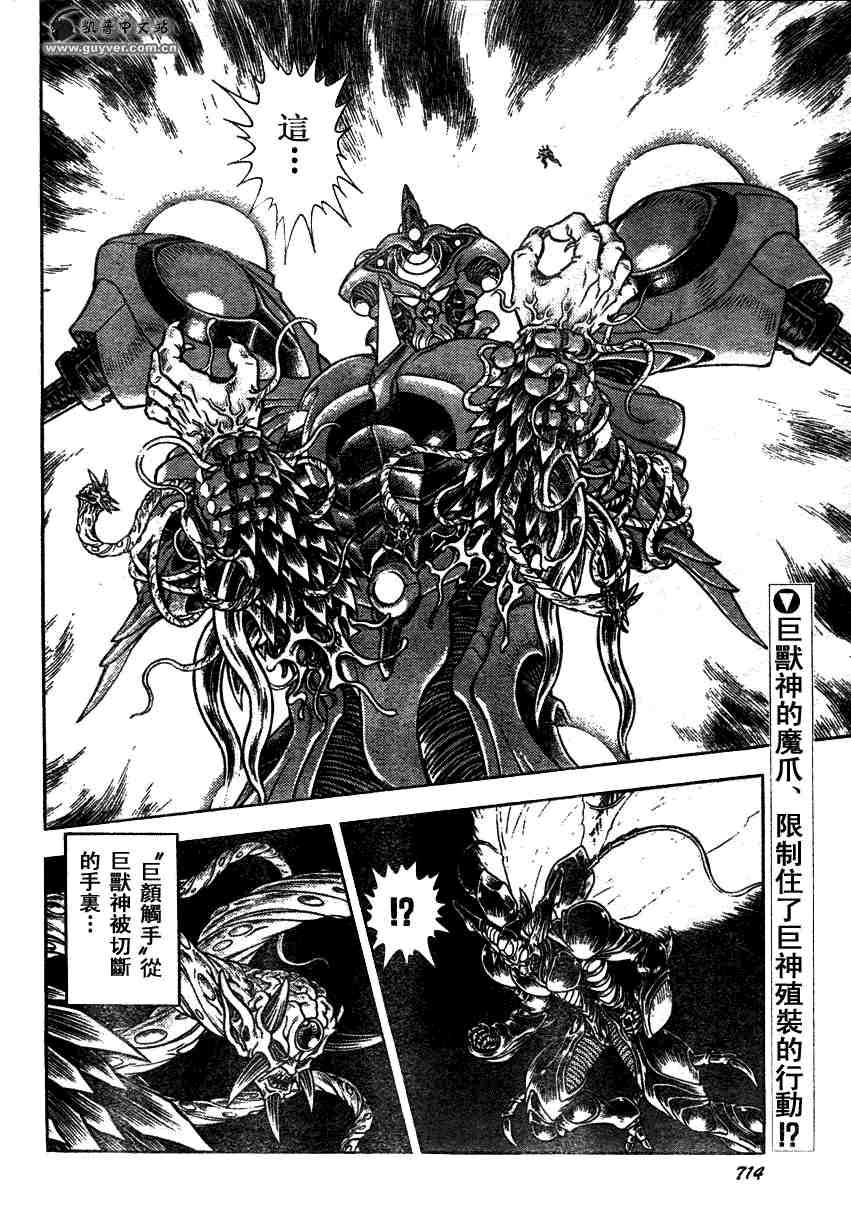 凱普中文站
www.guyver.com.cn
這…
巨獸神的魔爪、限制住了巨神殖裝的行動!?
!?
〝巨顏觸手〞從
巨獸神被切斷
的手裏…
714